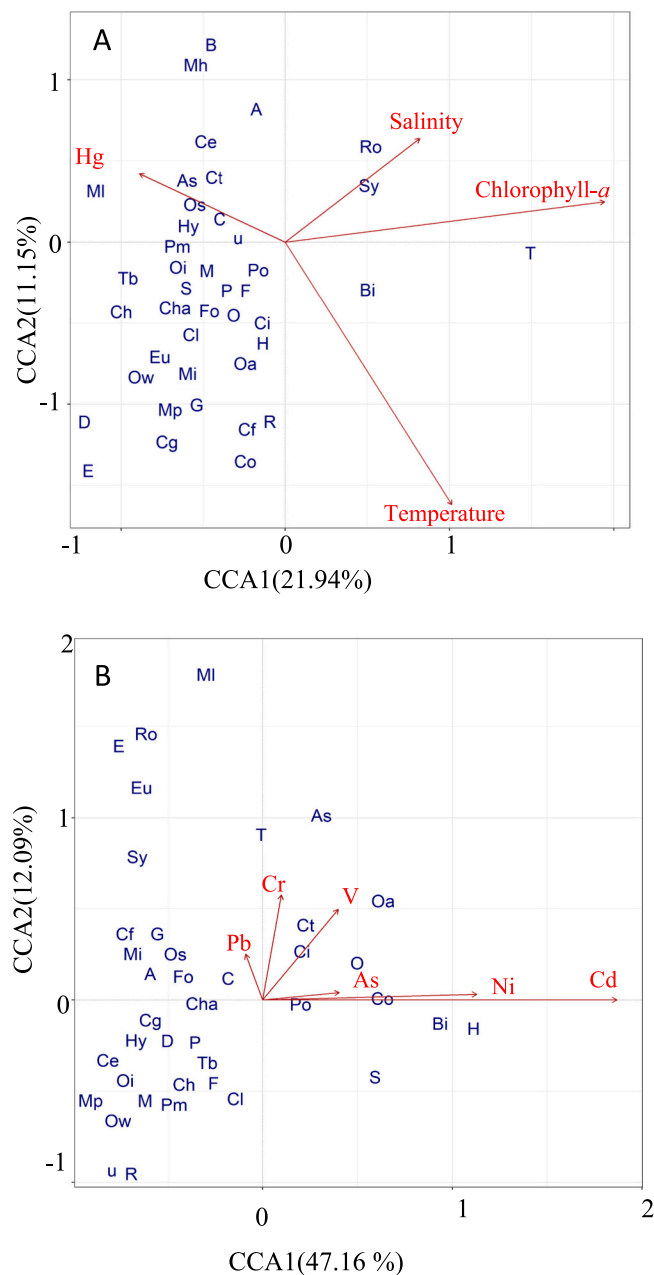 A
B
Mh
1
A
Salinity
Ce
Ro
Hg
As
Ct
Sy
Chlorophyll-a
Ml
Os
C
Hy
u
0
Pm
T
Oi
M
Po
Tb
S
P
F
Bi
Ch
Cha
Fo
O
Ci
Cl
H
Eu
Oa
Ow
Mi
-1
Mp
G
D
R
Cf
Cg
Co
E
Temperature
CCA2(11.15%)
-1
0
1
CCA1(21.94%)
2
B
Ml
Ro
E
Eu
1
As
T
Sy
Cr
V
Oa
Ct
Cf
G
Pb
Mi
Os
Ci
O
A
Fo
C
As
Ni
Cd
0
Cha
Po
Co
Cg
Bi
H
Hy
D
P
Ce
Tb
Oi
Ch
F
S
Mp
M
Pm
Cl
Ow
-1
u
R
CCA2(12.09%)
0
1
2
CCA1(47.16 %)